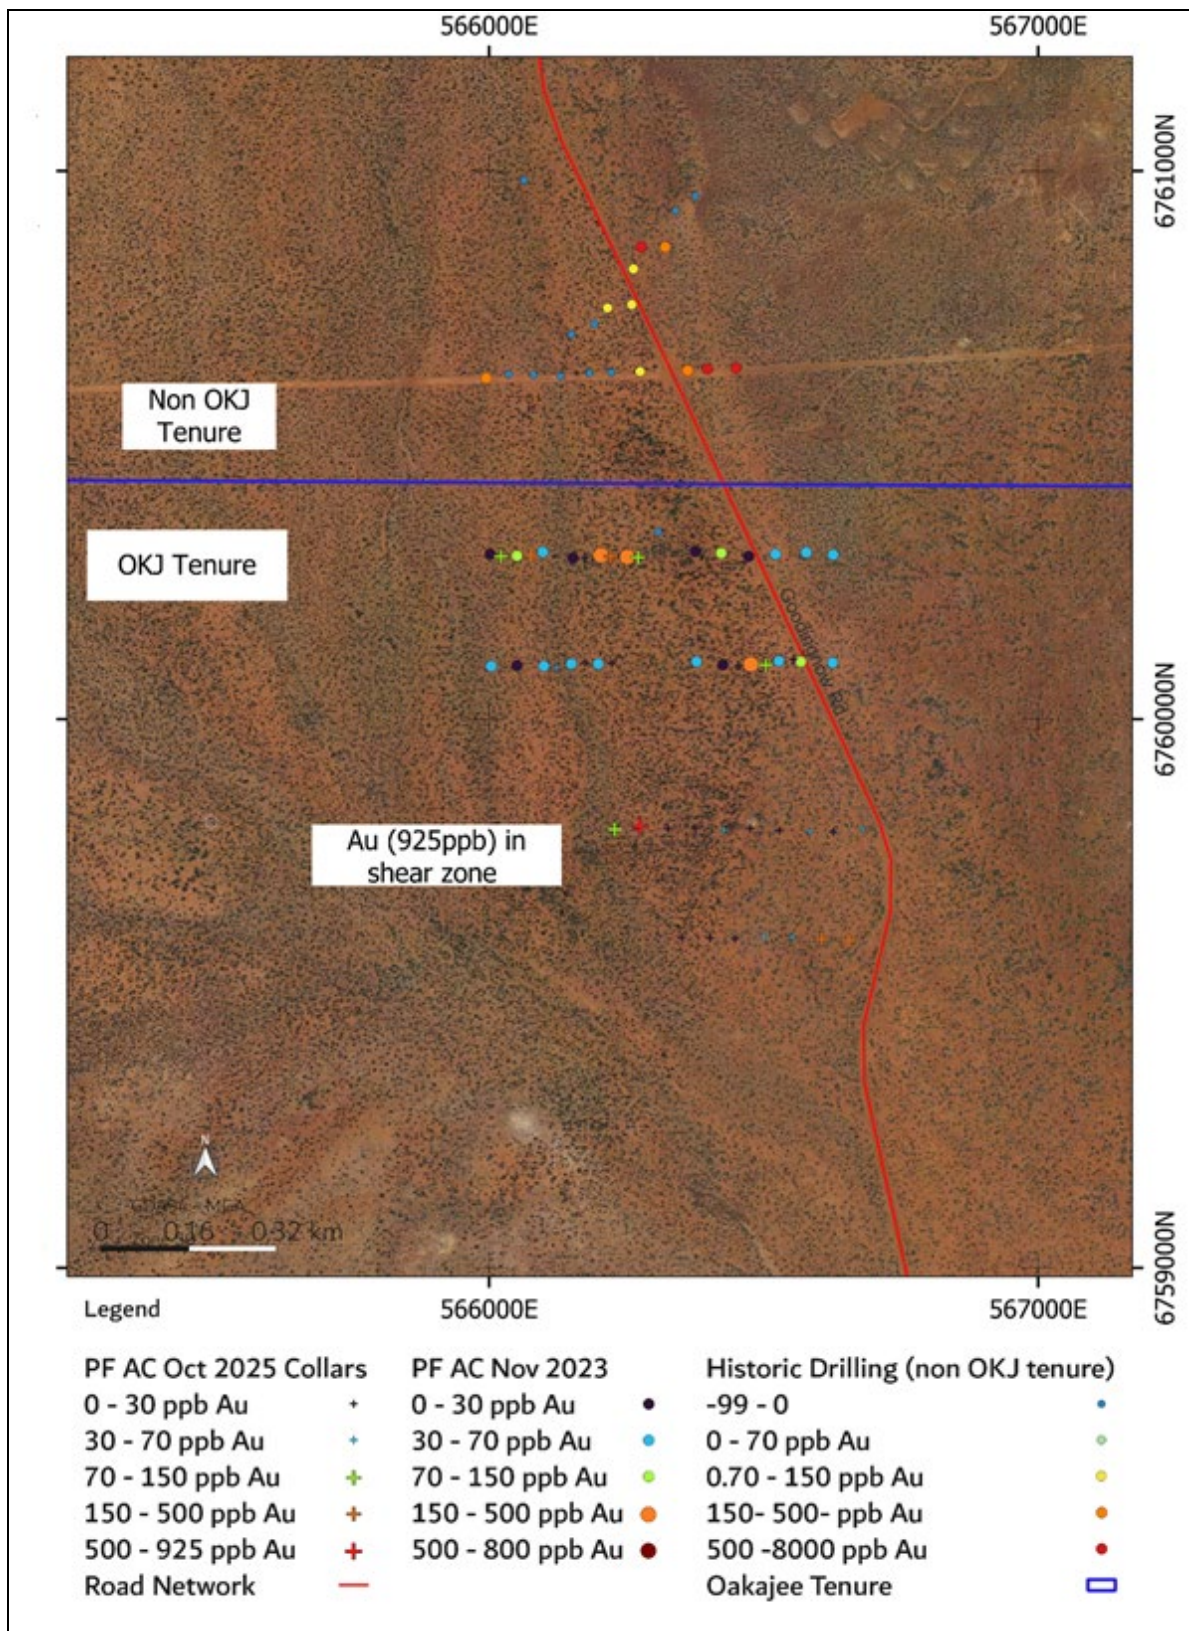 566000E 567000E
6761000N
Non OKJ
Tenure
OKJ Tenure
6760000N
Au (925ppb) in
shear zone
N
0 0.16 0.32 km
6759000N
566000E 567000E
Legend
PF AC Oct 2025 Collars
0 - 30 ppb Au
30 - 70 ppb Au
70 - 150 ppb Au
150 - 500 ppb Au
500 - 925 ppb Au
Road Network
PF AC Nov 2023
0 - 30 ppb Au
30 - 70 ppb Au
70 - 150 ppb Au
150 - 500 ppb Au
500 - 800 ppb Au
Historic Drilling (non OKJ tenure)
-99 - 0
0 - 70 ppb Au
0.70 - 150 ppb Au
150- 500- ppb Au
500 -8000 ppb Au
Oakajee Tenure